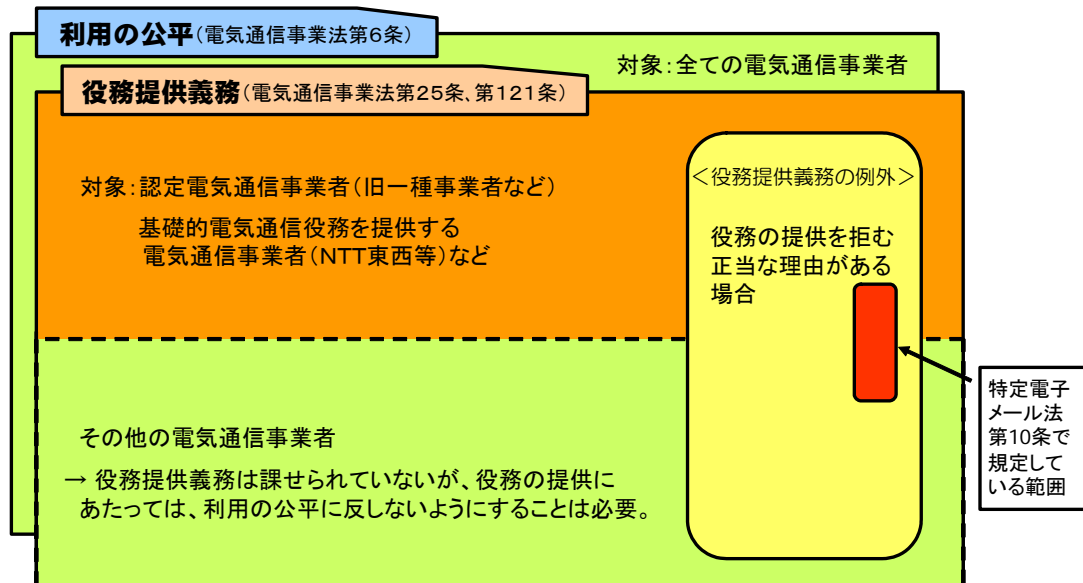 利用の公平(電気通信事業法第6条)
対象:全ての電気通信事業者
役務提供義務(電気通信事業法第25条、第121条)
対象:認定電気通信事業者(旧一種事業者など)
基礎的電気通信役務を提供する
電気通信事業者(NTT東西等)など
<役務提供義務の例外>
役務の提供を拒む
正当な理由がある
場合
特定電子
メール法
第10条で
規定して
いる範囲
その他の電気通信事業者
→ 役務提供義務は課せられていないが、役務の提供に
あたっては、利用の公平に反しないようにすることは必要。